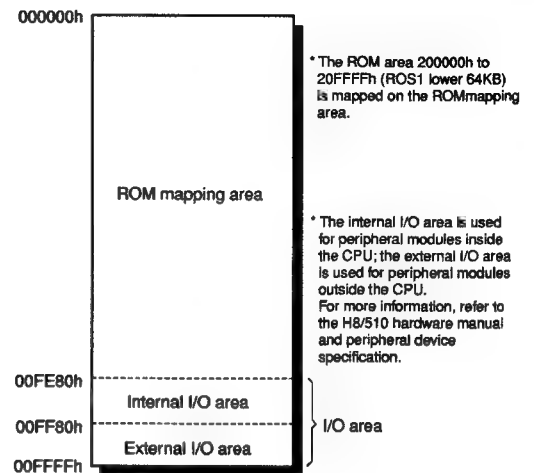 000000h
* The ROM area 200000h to
20FFFFh (ROS1 lower 64KB)
is mapped on the ROMmapping
area.
ROM mapping area
* The internal I/O area is used
for peripheral modules inside
the CPU; the external I/O area
is used for peripheral modules
outside the CPU.
For more information, refer to
the H8/510 hardware manual
and peripheral device
specification.
00FE80h
Internal I/O area
00FF80h
I/O area
External I/O area
00FFFFh